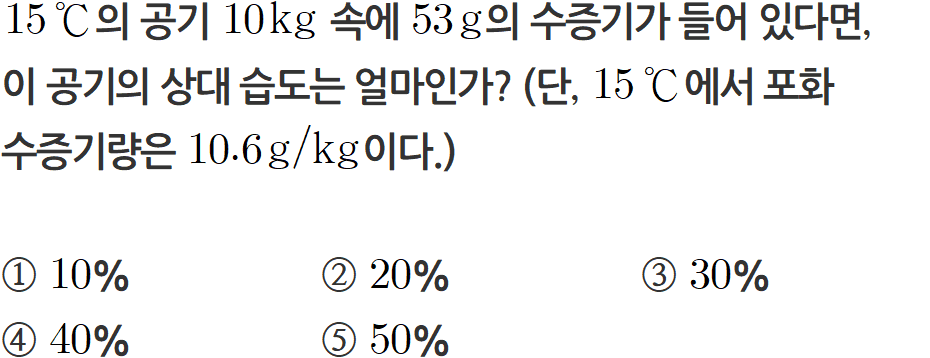 15 ℃의 공기 10 kg 속에 53 g의 수증기가 들어 있다면,
이 공기의 상대 습도는 얼마인가? (단, 15 ℃에서 포화
수증기량은 10.6 g/kg이다.)
① 10% ② 20% ③ 30%
④ 40% ⑤ 50%